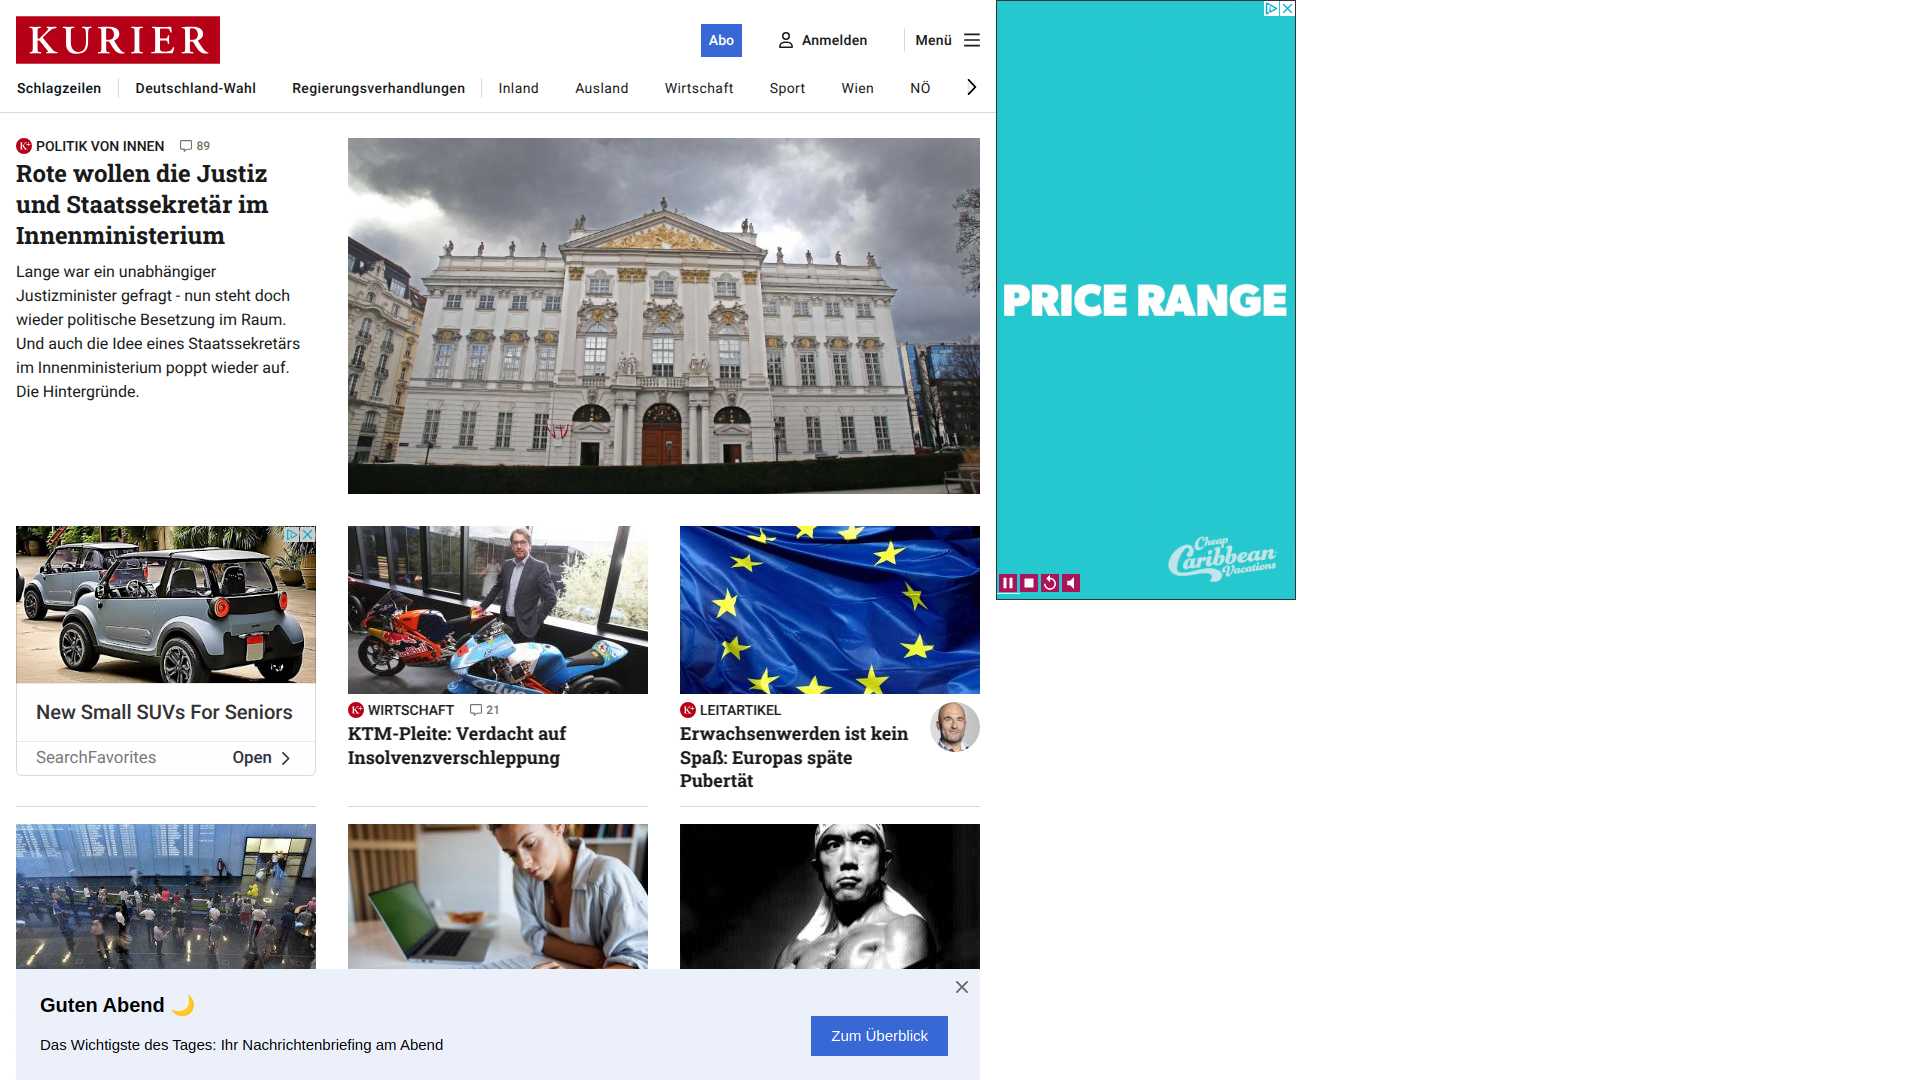 KURIER
Abo
Anmelden
Menü
Schlagzeilen
Deutschland-Wahl
Regierungsverhandlungen
Inland
Ausland
Wirtschaft
Sport
Wien
NÖ
POLITIK VON INNEN
89
Rote wollen die Justiz
und Staatssekretär im
Innenministerium
Lange war ein unabhängiger
Justizminister gefragt - nun steht doch
wieder politische Besetzung im Raum.
Und auch die Idee eines Staatssekretärs
im Innenministerium poppt wieder auf.
Die Hintergründe.
PRICE RANGE
Cheap
Caribbean
Vacations
New Small SUVs For Seniors
SearchFavorites
Open
WIRTSCHAFT
21
KTM-Pleite: Verdacht auf
Insolvenzverschleppung
LEITARTIKEL
Erwachsenwerden ist kein
Spaß: Europas späte
Pubertät
Guten Abend 🌙
Das Wichtigste des Tages: Ihr Nachrichtenbriefing am Abend
Zum Überblick